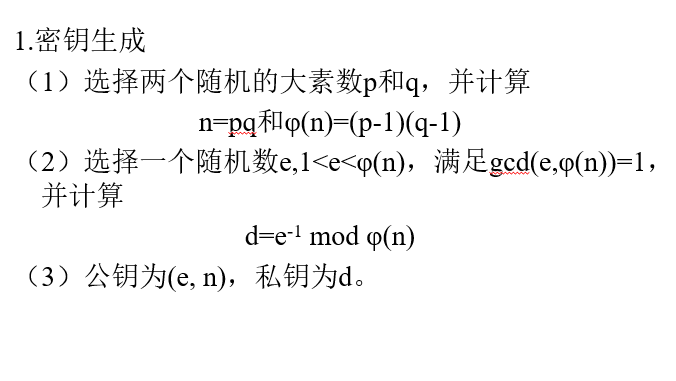 1.密钥生成
（1）选择两个随机的大素数p和q，并计算
n=pq和φ(n)=(p-1)(q-1)
（2）选择一个随机数e,1<e<φ(n)，满足gcd(e,φ(n))=1，
并计算
d=e⁻¹ mod φ(n)
（3）公钥为(e, n)，私钥为d。